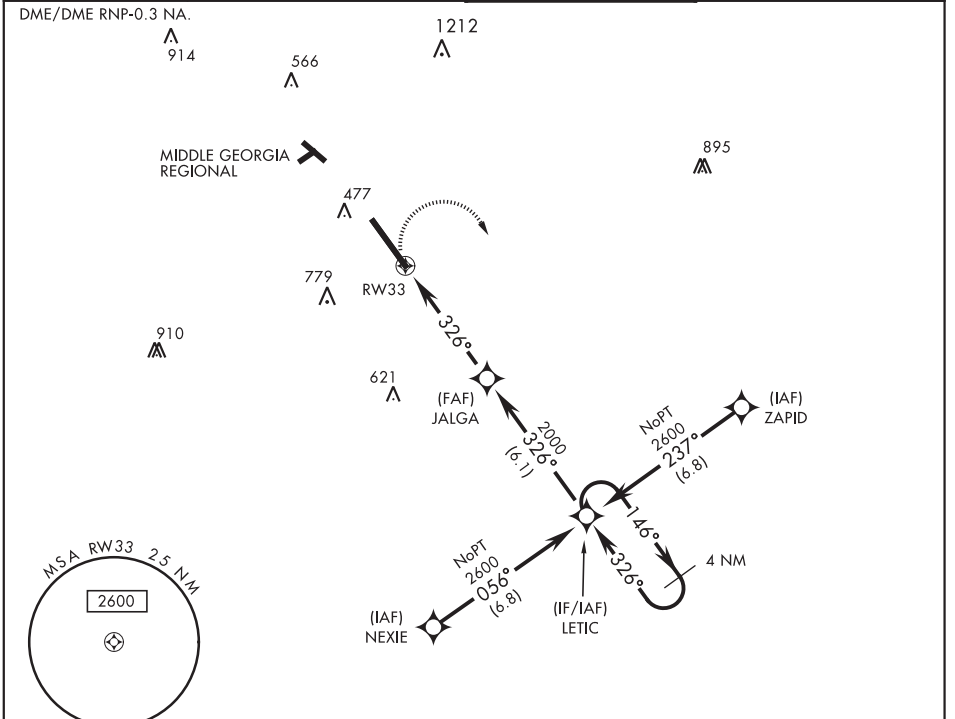 DME/DME RNP-0.3 NA.
914
566
1212
MIDDLE GEORGIA
REGIONAL
895
477
779
RW33
910
326°
621
(FAF)
JALGA
(IAF)
ZAPID
NoPT
2600
237°
(6.8)
2000
326°
(6.1)
146°
326°
4 NM
NoPT
2600
056°
(6.8)
(IF/IAF)
LETIC
(IAF)
NEXIE
MSA RW33 25 NM
2600